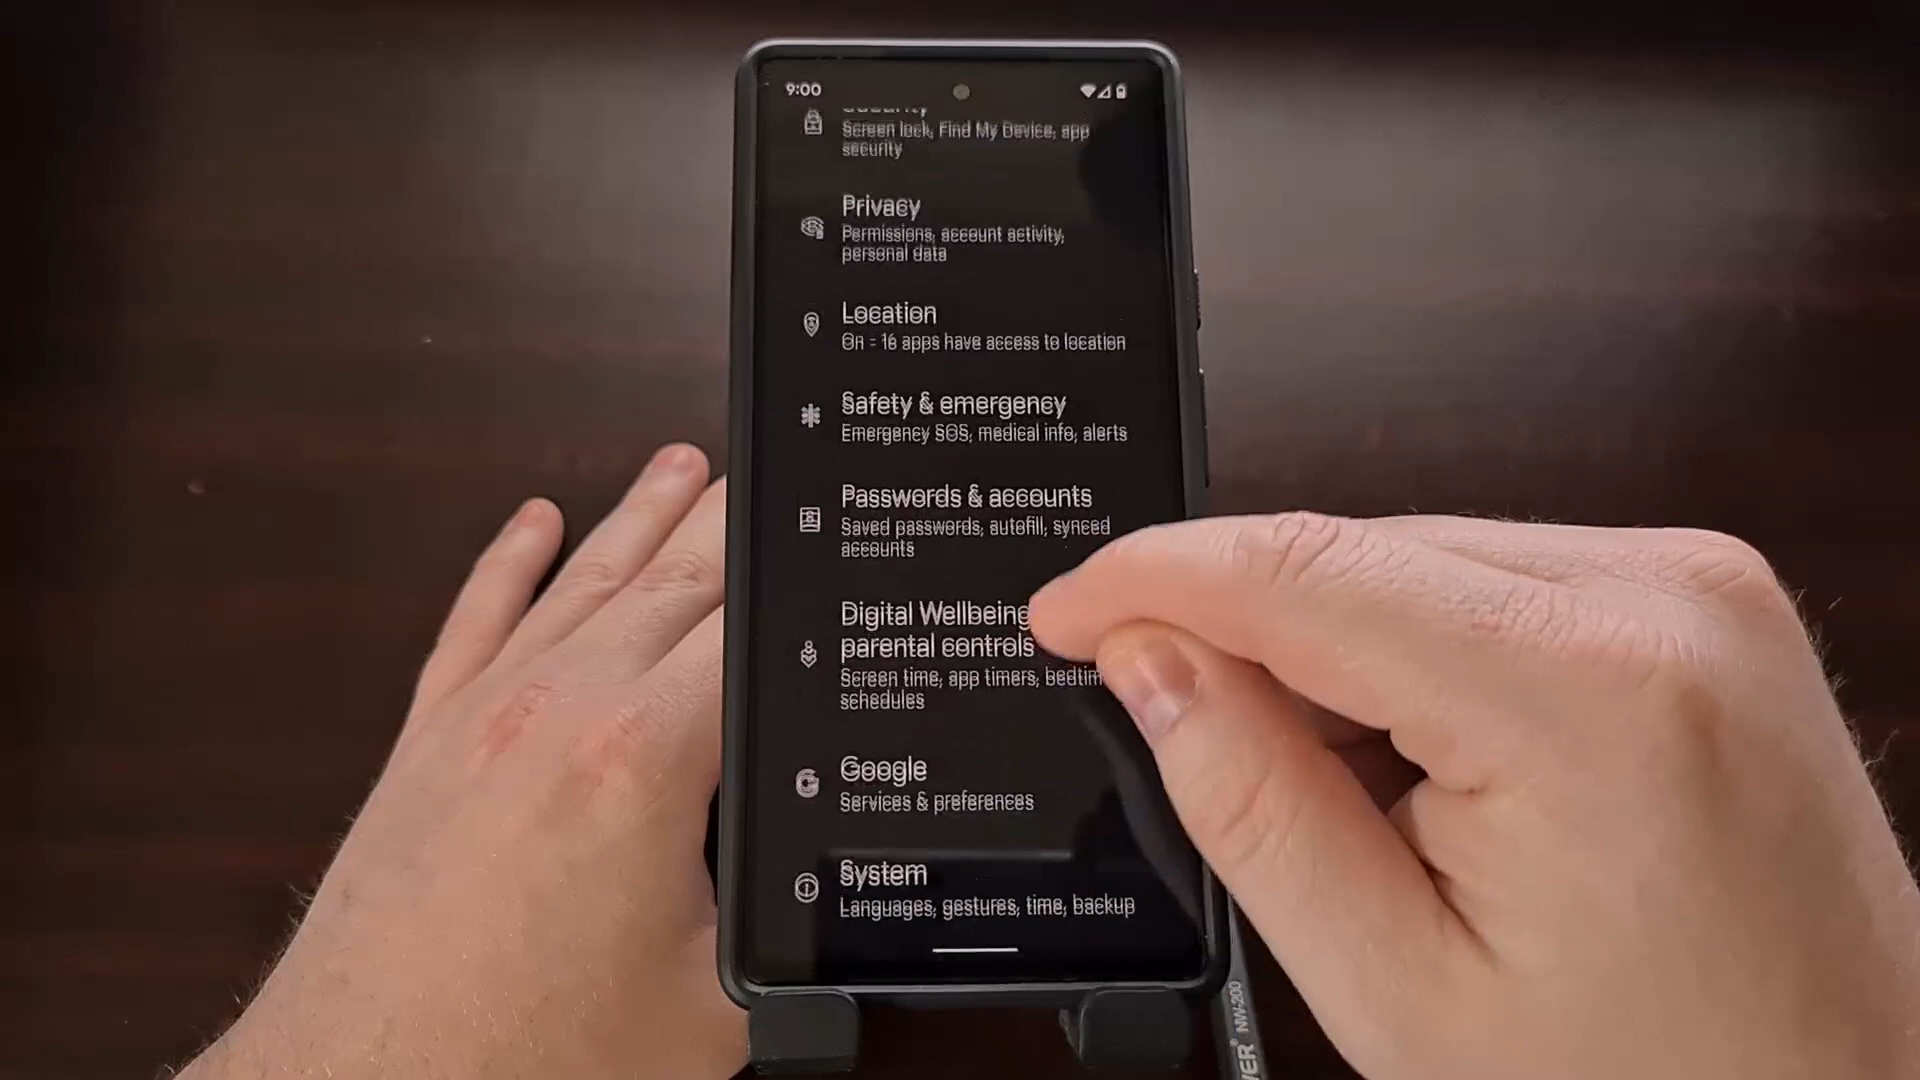 9:00
Security
Screen lock, Find My Device, app
security
Privacy
Permissions, account activity,
personal data
Location
On - 16 apps have access to location
Safety & emergency
Emergency SOS, medical info, alerts
Passwords & accounts
Saved passwords, autofill, synced
accounts
Digital Wellbeing
parental controls
Screen time, app timers, bedtim
schedules
Google
Services & preferences
System
Languages, gestures, time, backup
NW-200